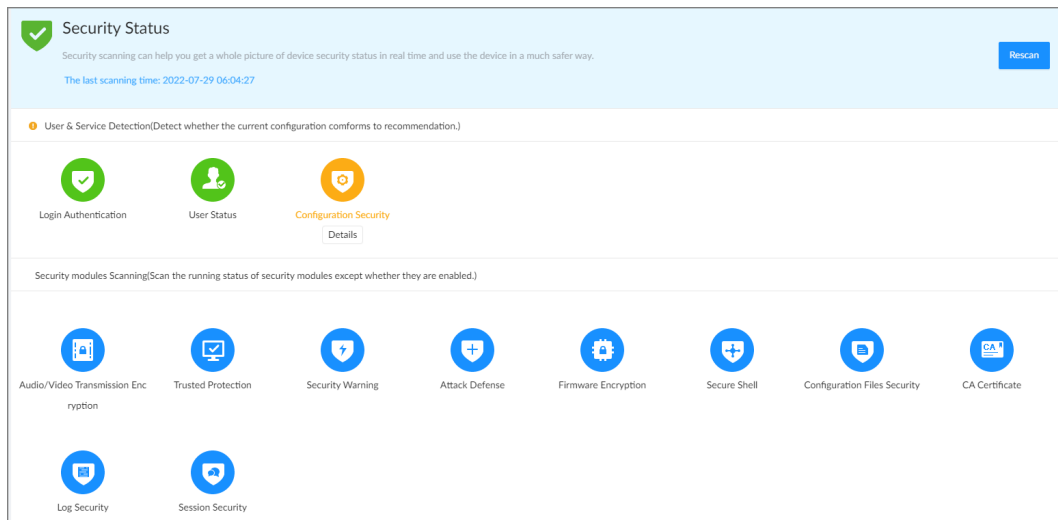 Security Status
Security scanning can help you get a whole picture of device security status in real time and use the device in a much safer way.
Rescan
The last scanning time: 2022-07-29 06:04:27
User & Service Detection(Detect whether the current configuration comforms to recommendation.)
Login Authentication
User Status
Configuration Security
Details
Security modules Scanning(Scan the running status of security modules except whether they are enabled.)
CA
Audio/Video Transmission Enc
ryption
Trusted Protection
Security Warning
Attack Defense
Firmware Encryption
Secure Shell
Configuration Files Security
CA Certificate
Log Security
Session Security